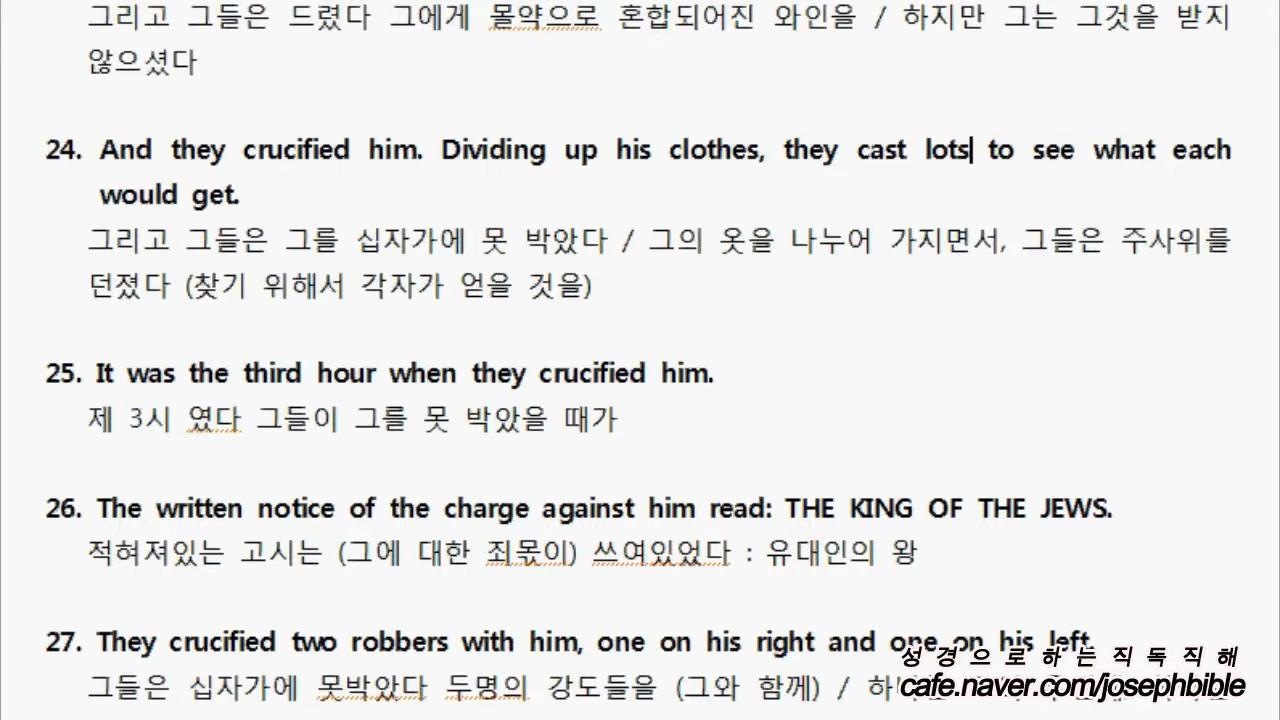 그리고 그들은 드렸다 그에게 몰약으로 혼합되어진 와인을 / 하지만 그는 그것을 받지
않으셨다
24. And they crucified him. Dividing up his clothes, they cast lots to see what each
would get.
그리고 그들은 그를 십자가에 못 박았다 / 그의 옷을 나누어 가지면서, 그들은 주사위를
던졌다 (찾기 위해서 각자가 얻을 것을)
25. It was the third hour when they crucified him.
제 3시 였다 그들이 그를 못 박았을 때가
26. The written notice of the charge against him read: THE KING OF THE JEWS.
적혀져있는 고시는 (그에 대한 죄몫이) 쓰여있었다 : 유대인의 왕
27. They crucified two robbers with him, one on his right and one on his left.
그들은 십자가에 못박았다 두명의 강도들을 (그와 함께) /
성경으로하는직독직해
cafe.naver.com/josephbible